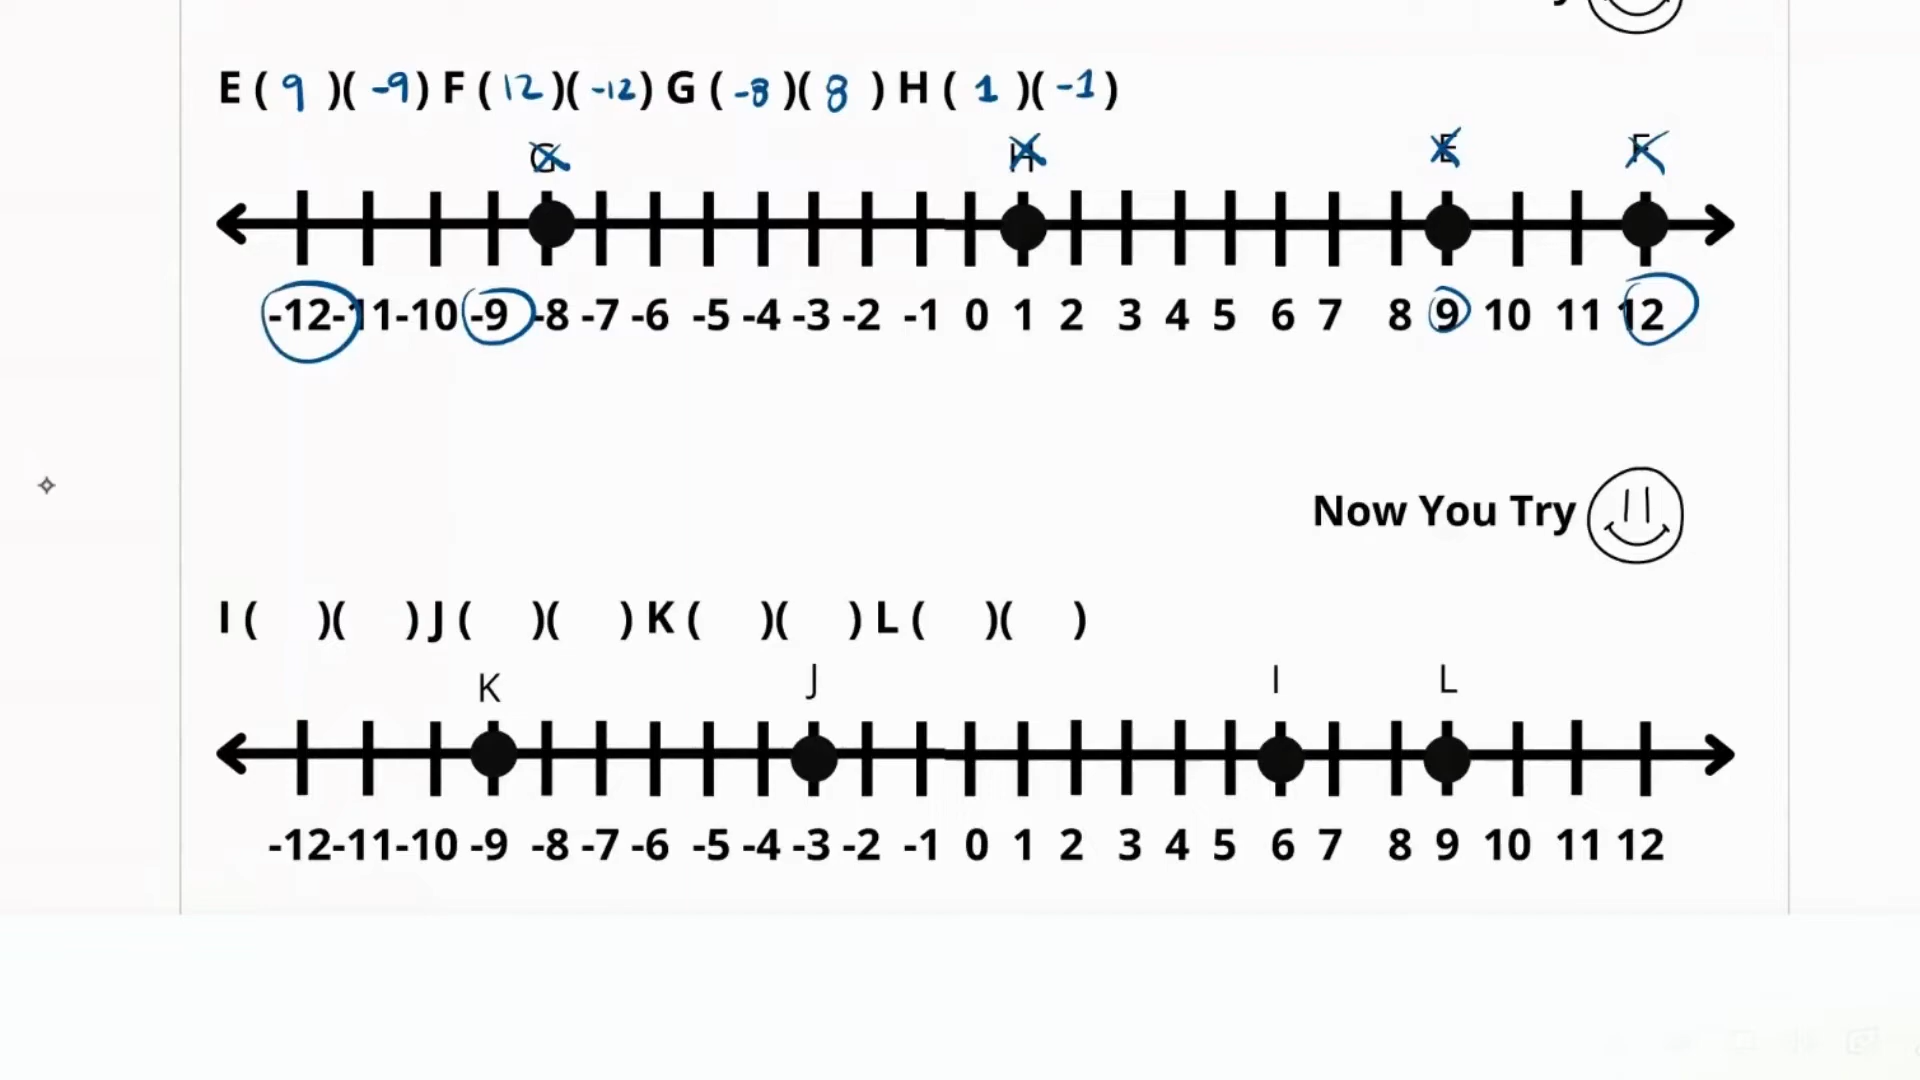 E ( 9 )( -9 ) F ( 12 )( -12 ) G ( -8 )( 8 ) H ( 1 )( -1 )
G H E F
-12 -11 -10 -9 -8 -7 -6 -5 -4 -3 -2 -1 0 1 2 3 4 5 6 7 8 9 10 11 12
Now You Try
I ( )( ) J ( )( ) K ( )( ) L ( )( )
K J I L
-12 -11 -10 -9 -8 -7 -6 -5 -4 -3 -2 -1 0 1 2 3 4 5 6 7 8 9 10 11 12